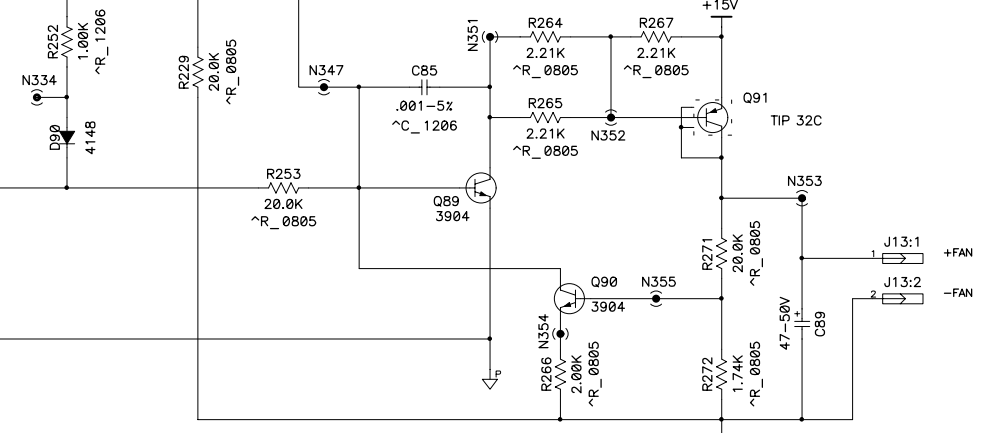 +15V
R252
1.00K
^R_1206
N334
D90
4148
R229
20.0K
^R_0805
N347
C85
.001-5%
^C_1206
N351
R264
2.21K
^R_0805
R267
2.21K
^R_0805
R265
2.21K
^R_0805
N352
Q91
TIP 32C
R253
20.0K
^R_0805
Q89
3904
N353
R271
20.0K
^R_0805
J13:1
1
+FAN
J13:2
2
-FAN
Q90
3904
N355
N354
R266
2.00K
^R_0805
P
R272
1.74K
^R_0805
47-50V
+
C89